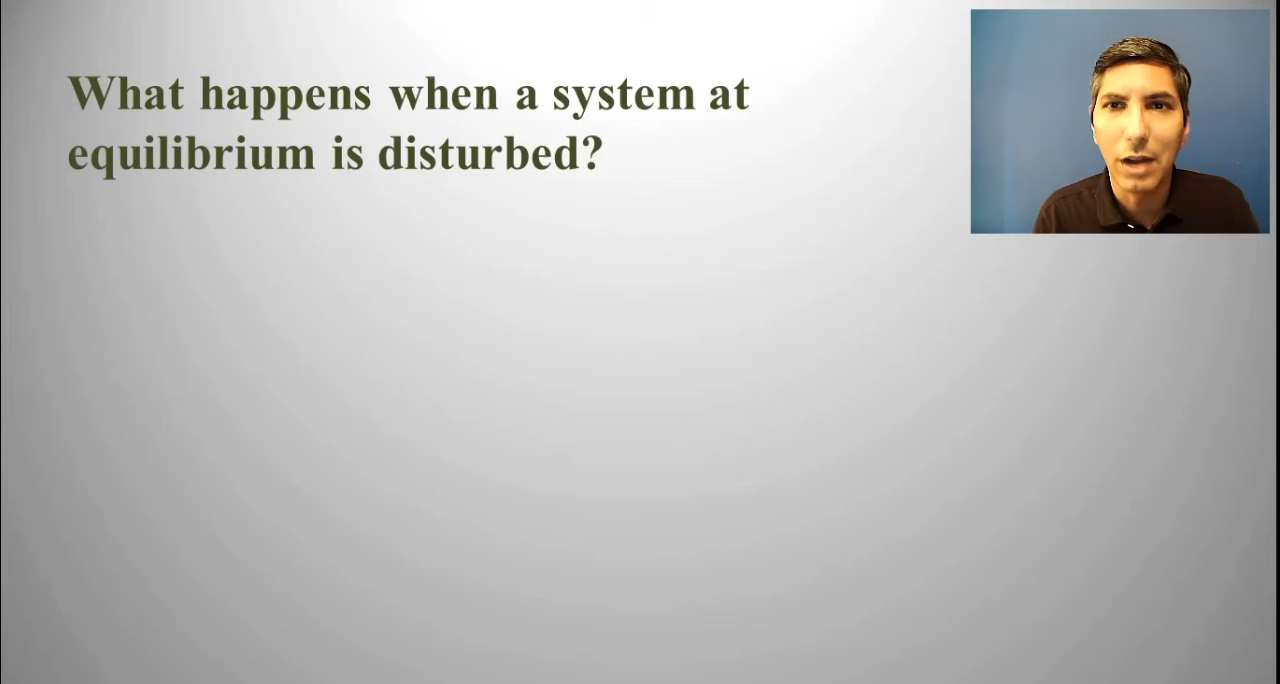 What happens when a system at
equilibrium is disturbed?